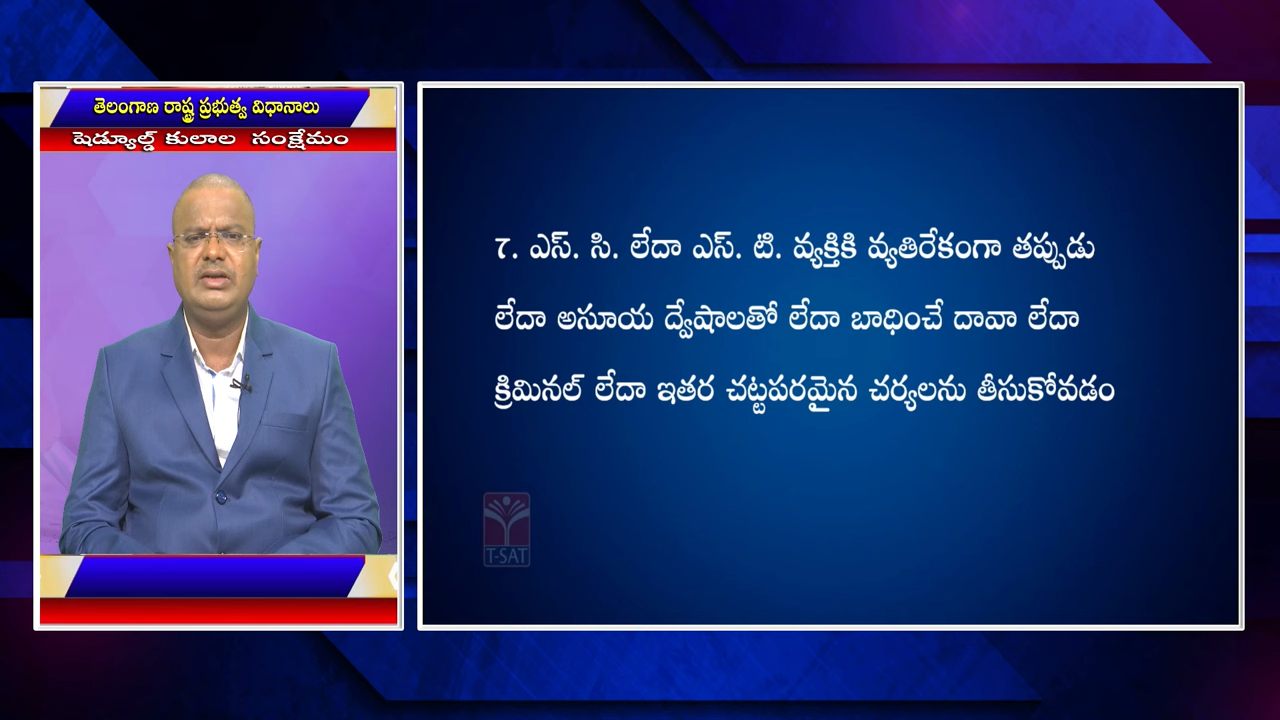 తెలంగాణ రాష్ట్ర ప్రభుత్వ విధానాలు
షెడ్యూల్డ్ కులాల సంక్షేమం
7. ఎస్. సి. లేదా ఎస్. టి. వ్యక్తికి వ్యతిరేకంగా తప్పుడు
లేదా అసూయ ద్వేషాలతో లేదా బాధించే దావా లేదా
క్రిమినల్ లేదా ఇతర చట్టపరమైన చర్యలను తీసుకోవడం
T-SAT